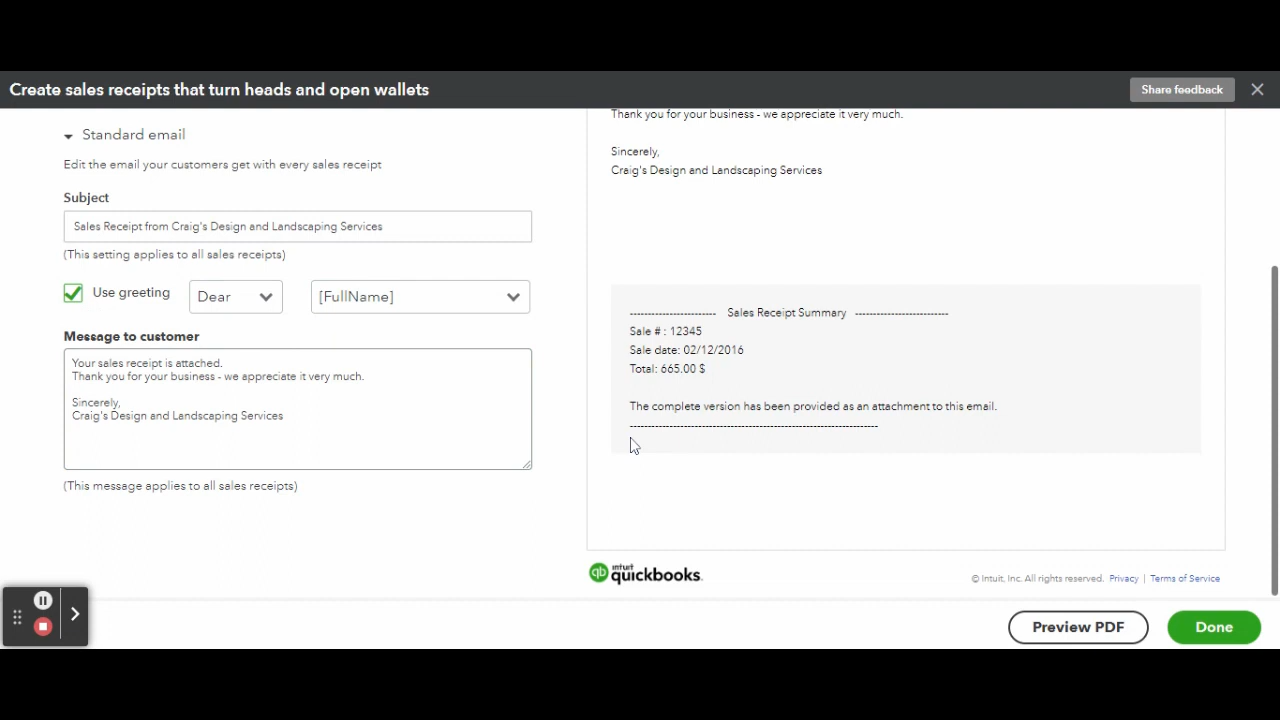 Create sales receipts that turn heads and open wallets
Share feedback
Standard email
Edit the email your customers get with every sales receipt
Subject
Sales Receipt from Craig's Design and Landscaping Services
(This setting applies to all sales receipts)
Use greeting
Dear
[FullName]
Message to customer
Your sales receipt is attached.
Thank you for your business - we appreciate it very much.
Sincerely,
Craig's Design and Landscaping Services
(This message applies to all sales receipts)
Thank you for your business - we appreciate it very much.
Sincerely,
Craig's Design and Landscaping Services
------------------------ Sales Receipt Summary --------------------------
Sale # : 12345
Sale date: 02/12/2016
Total: 665.00 $
The complete version has been provided as an attachment to this email.
---------------------------------------------------------------------
qb intuit quickbooks.
© Intuit, Inc. All rights reserved. Privacy | Terms of Service
Preview PDF
Done